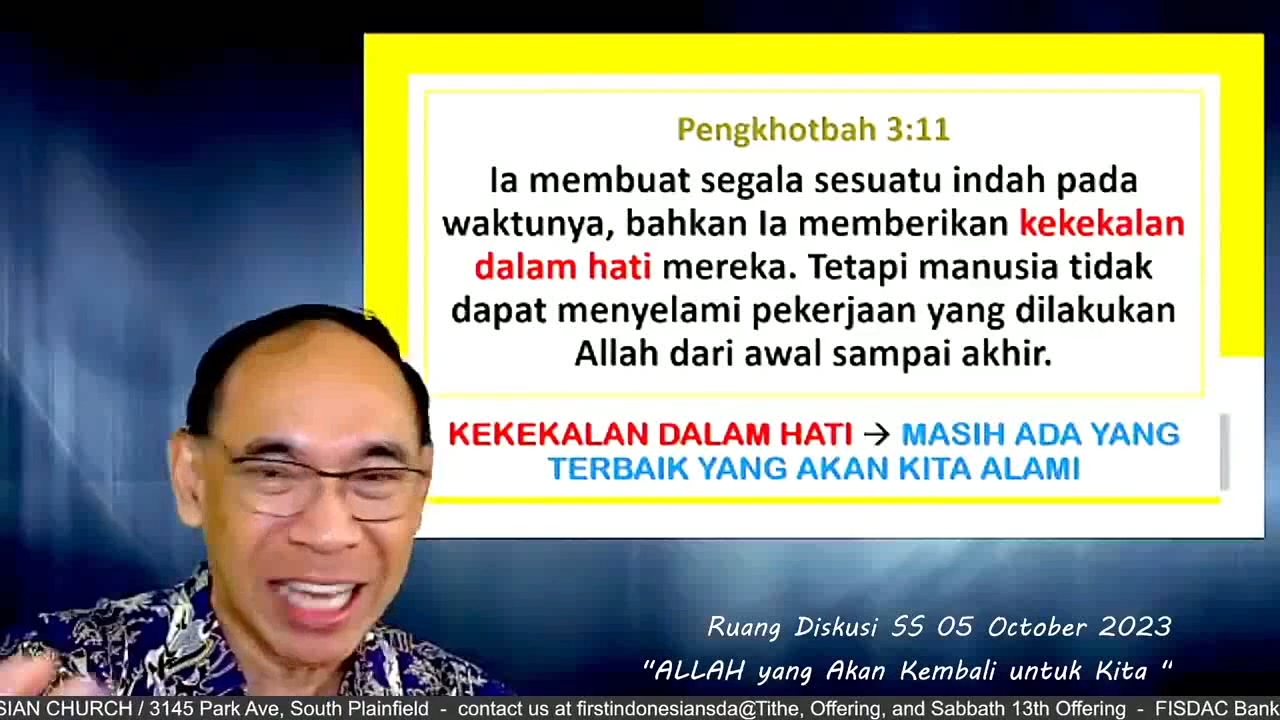 Pengkhotbah 3:11
Ia membuat segala sesuatu indah pada
waktunya, bahkan Ia memberikan kekekalan
dalam hati mereka. Tetapi manusia tidak
dapat menyelami pekerjaan yang dilakukan
Allah dari awal sampai akhir.
KEKEKALAN DALAM HATI → MASIH ADA YANG
TERBAIK YANG AKAN KITA ALAMI
Ruang Diskusi SS 05 October 2023
"ALLAH yang Akan Kembali untuk Kita "
SIAN CHURCH / 3145 Park Ave, South Plainfield - contact us at firstindonesiansda@Tithe, Offering, and Sabbath 13th Offering - FISDAC Bank